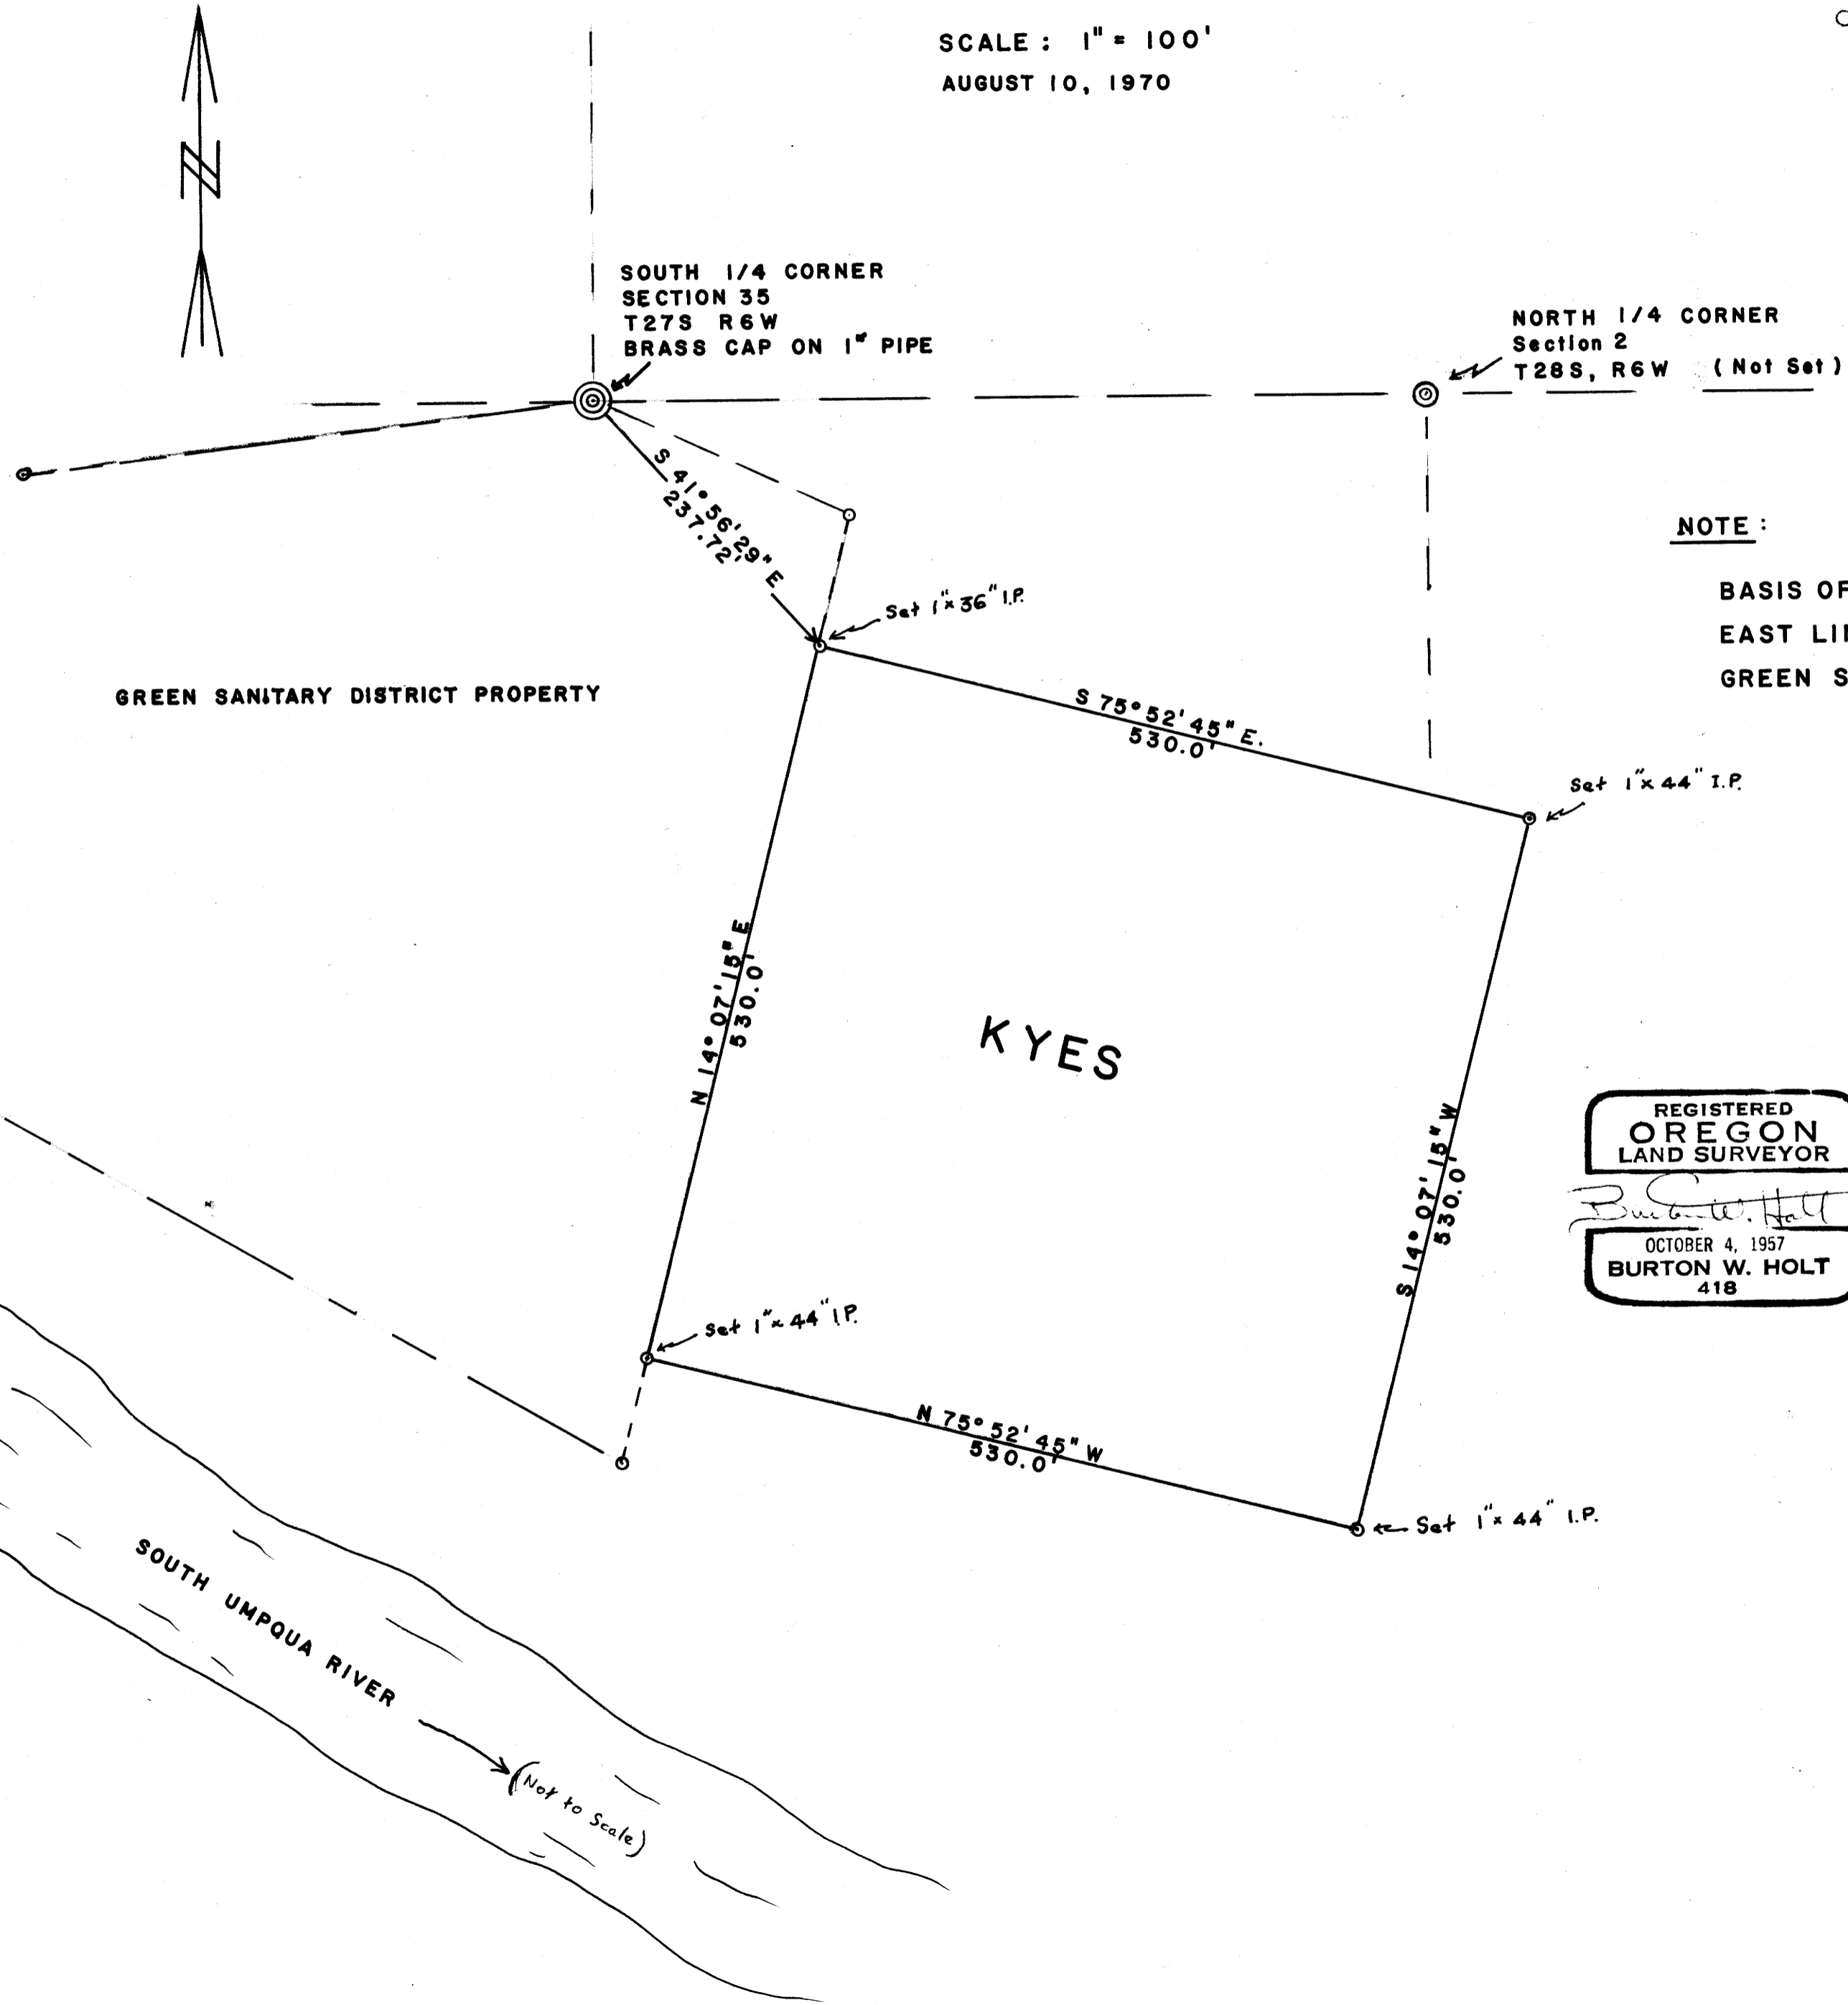 SCALE : 1" = 100'
AUGUST 10, 1970
N
SOUTH 1/4 CORNER
SECTION 35
T27S R6W
BRASS CAP ON 1" PIPE
NORTH 1/4 CORNER
Section 2
T28S, R6W (Not Set)
S 41° 56' 29" E
237.72'
NOTE :
BASIS OF
EAST
GREEN
Set 1"x 36" I.P.
GREEN SANITARY DISTRICT PROPERTY
S 75° 52' 45" E.
530.0'
Set 1"x 44" I.P.
N 14° 07' 15" E
530.0'
KYES
S 14° 07' 15" W
530.0'
REGISTERED
OREGON
LAND SURVEYOR
Burton W. Holt
OCTOBER 4, 1957
BURTON W. HOLT
418
Set 1"x 44" I.P.
N 75° 52' 45" W
530.0'
Set 1"x 44" I.P.
SOUTH UMPQUA RIVER
(Not to Scale)